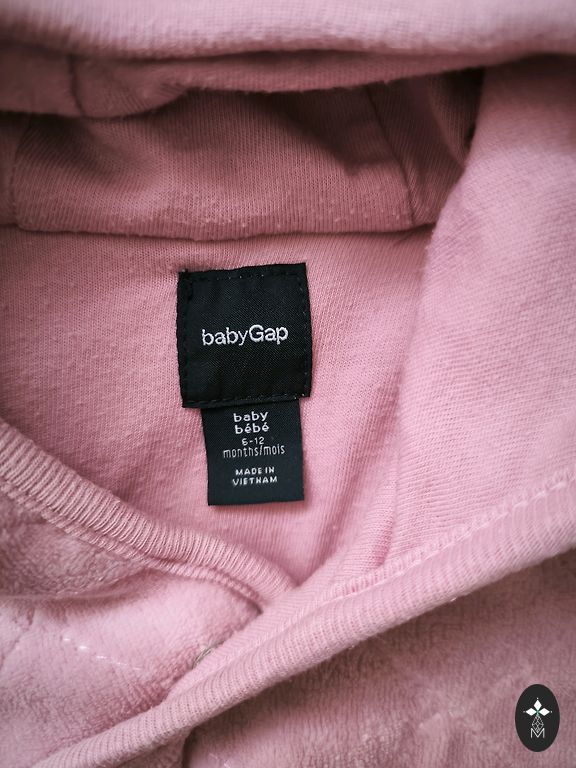 babyGap
baby
bébé
6-12
months/mois
MADE IN
VIETNAM
M